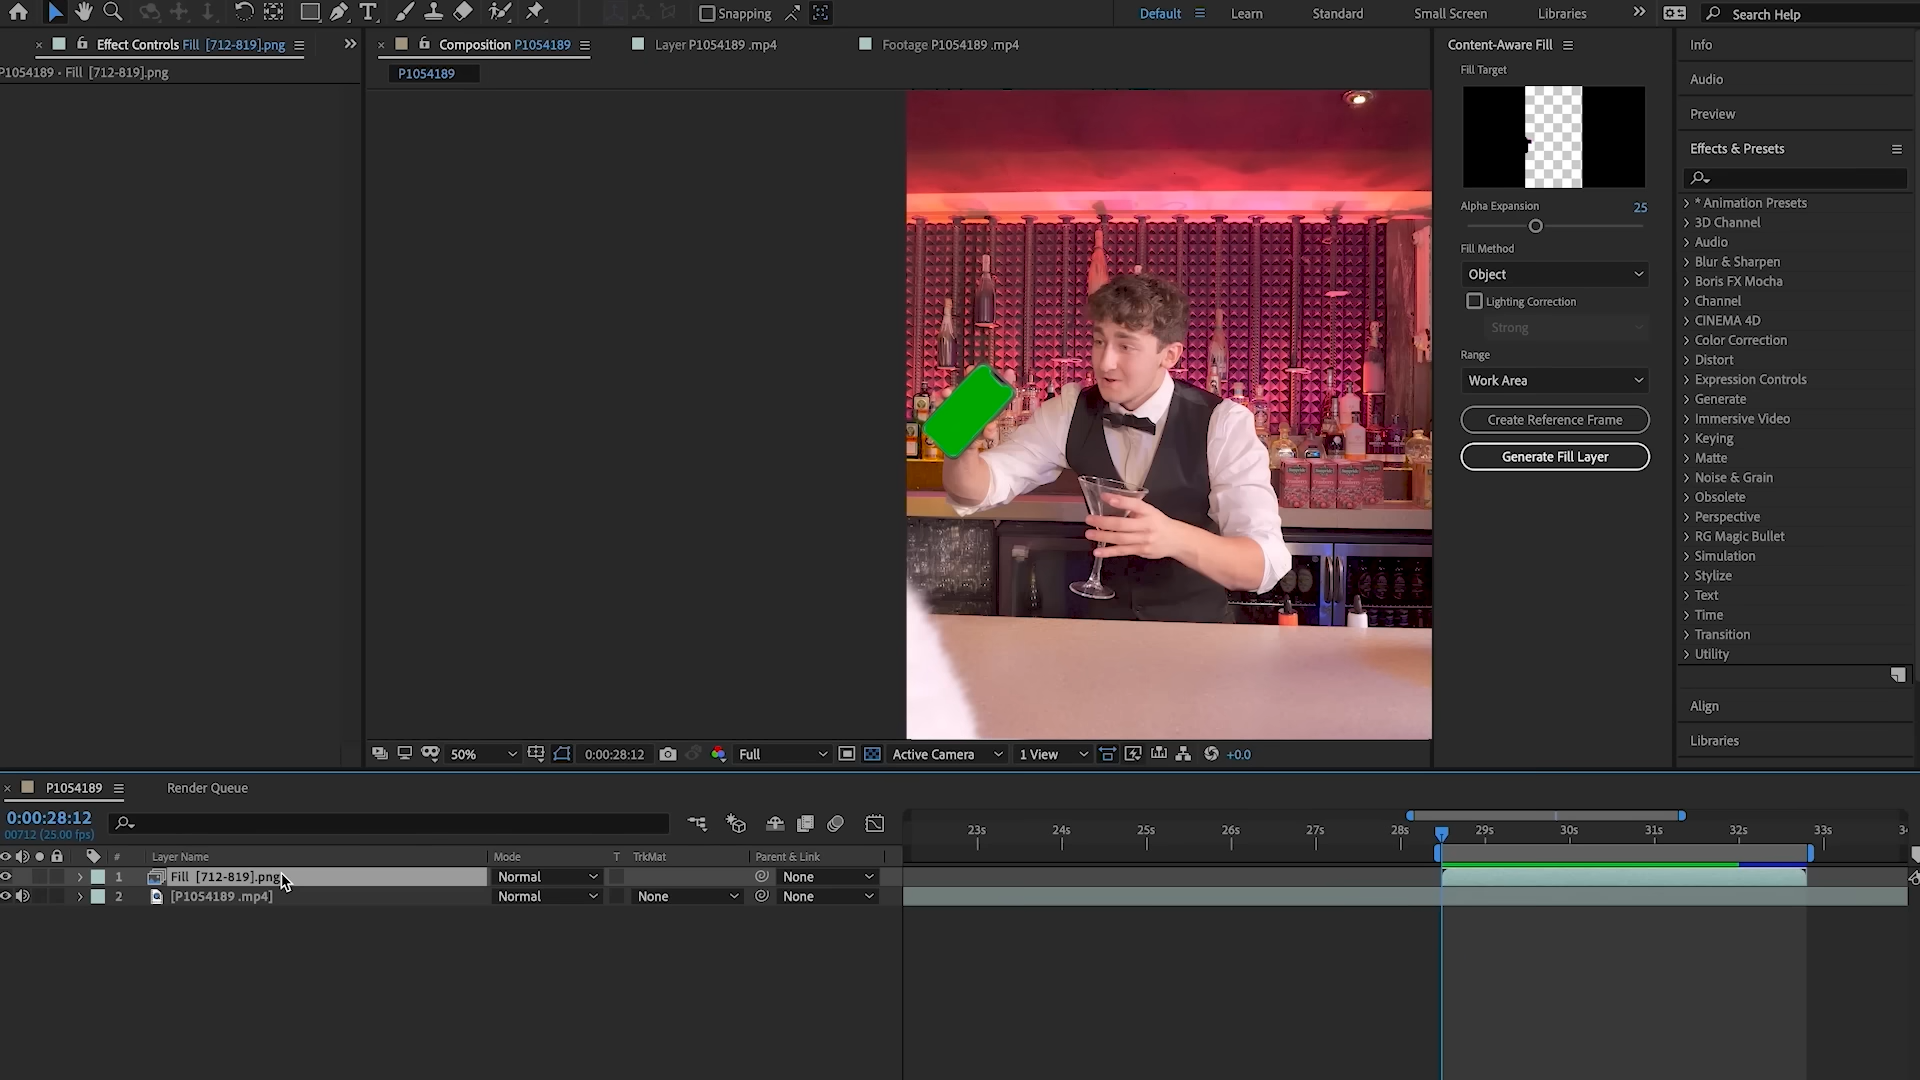 Snapping
Default
Learn
Standard
Small Screen
Libraries
Search Help
× Effect Controls Fill [712-819].png
× Composition P1054189
Layer P1054189 .mp4
Footage P1054189 .mp4
Content-Aware Fill
Info
P1054189 • Fill [712-819].png
P1054189
Fill Target
Audio
Preview
Effects & Presets
Alpha Expansion 25
Fill Method
Object
Lighting Correction
Strong
Range
Work Area
Create Reference Frame
Generate Fill Layer
* Animation Presets
3D Channel
Audio
Blur & Sharpen
Boris FX Mocha
Channel
CINEMA 4D
Color Correction
Distort
Expression Controls
Generate
Immersive Video
Keying
Matte
Noise & Grain
Obsolete
Perspective
RG Magic Bullet
Simulation
Stylize
Text
Time
Transition
Utility
Align
Libraries
50%
0:00:28:12
Full
Active Camera
1 View
+0.0
× P1054189
Render Queue
0:00:28:12
00712 (25.00 fps)
23s 24s 25s 26s 27s 28s 29s 30s 31s 32s 33s
# Layer Name Mode T TrkMat Parent & Link
1 Fill [712-819].png Normal None
2 [P1054189 .mp4] Normal None None